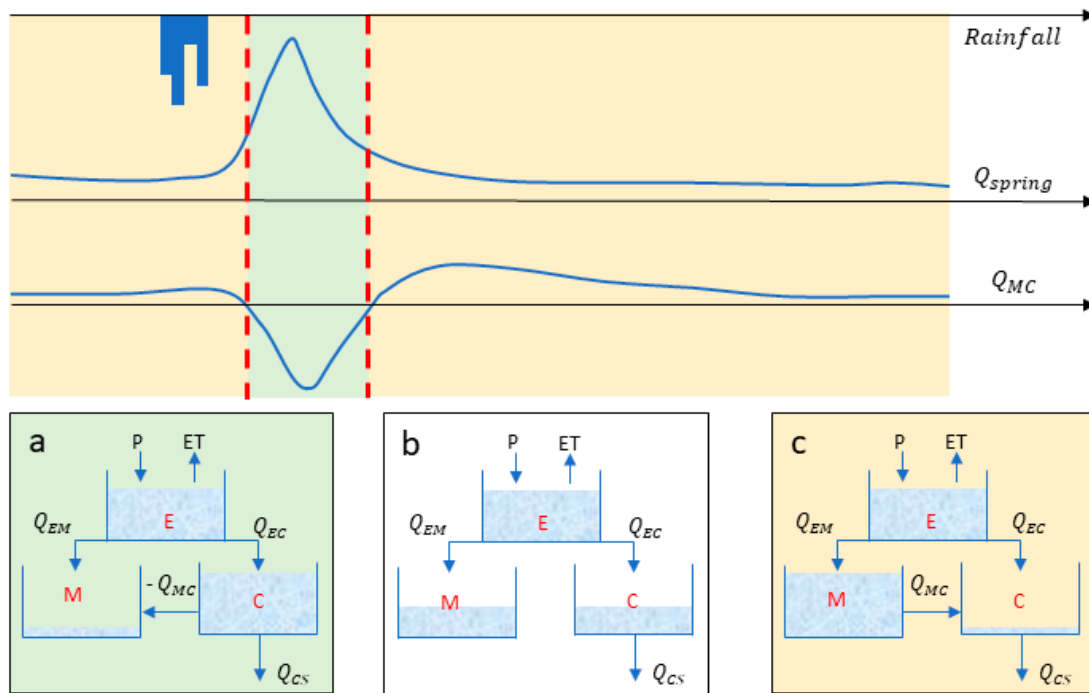 Rainfall
Q_spring
Q_MC
a
P ET
E
Q_EM Q_EC
M - Q_MC C
Q_CS
b
P ET
E
Q_EM Q_EC
M C
Q_CS
c
P ET
E
Q_EM Q_EC
M Q_MC C
Q_CS